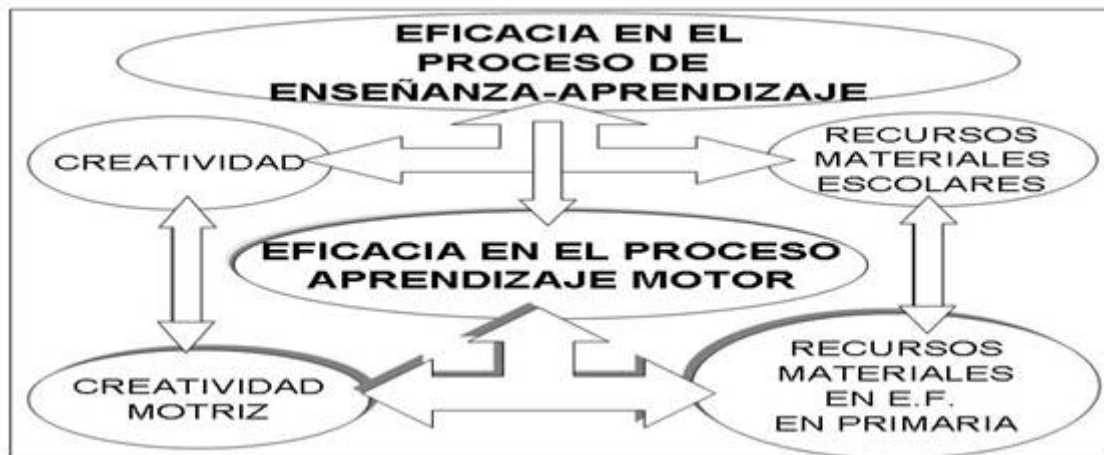 EFICACIA EN EL
PROCESO DE
ENSEÑANZA-APRENDIZAJE
CREATIVIDAD
RECURSOS
MATERIALES
ESCOLARES
EFICACIA EN EL PROCESO
APRENDIZAJE MOTOR
CREATIVIDAD
MOTRIZ
RECURSOS
MATERIALES
EN E.F.
EN PRIMARIA